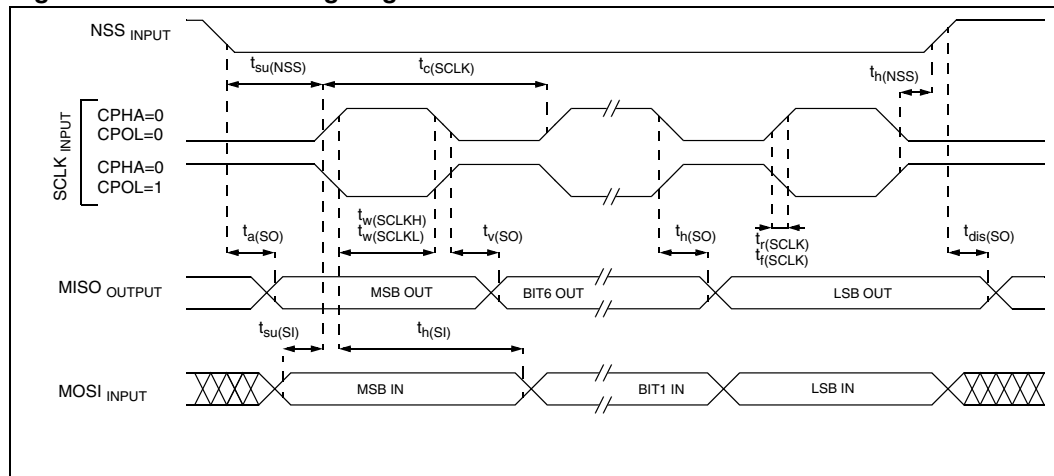 NSS INPUT
tsu(NSS)
tc(SCLK)
th(NSS)
SCLK INPUT
CPHA=0
CPOL=0
CPHA=0
CPOL=1
ta(SO)
tw(SCLKH)
tw(SCLKL)
tv(SO)
th(SO)
tr(SCLK)
tf(SCLK)
tdis(SO)
MISO OUTPUT
MSB OUT
BIT6 OUT
LSB OUT
tsu(SI)
th(SI)
MOSI INPUT
MSB IN
BIT1 IN
LSB IN